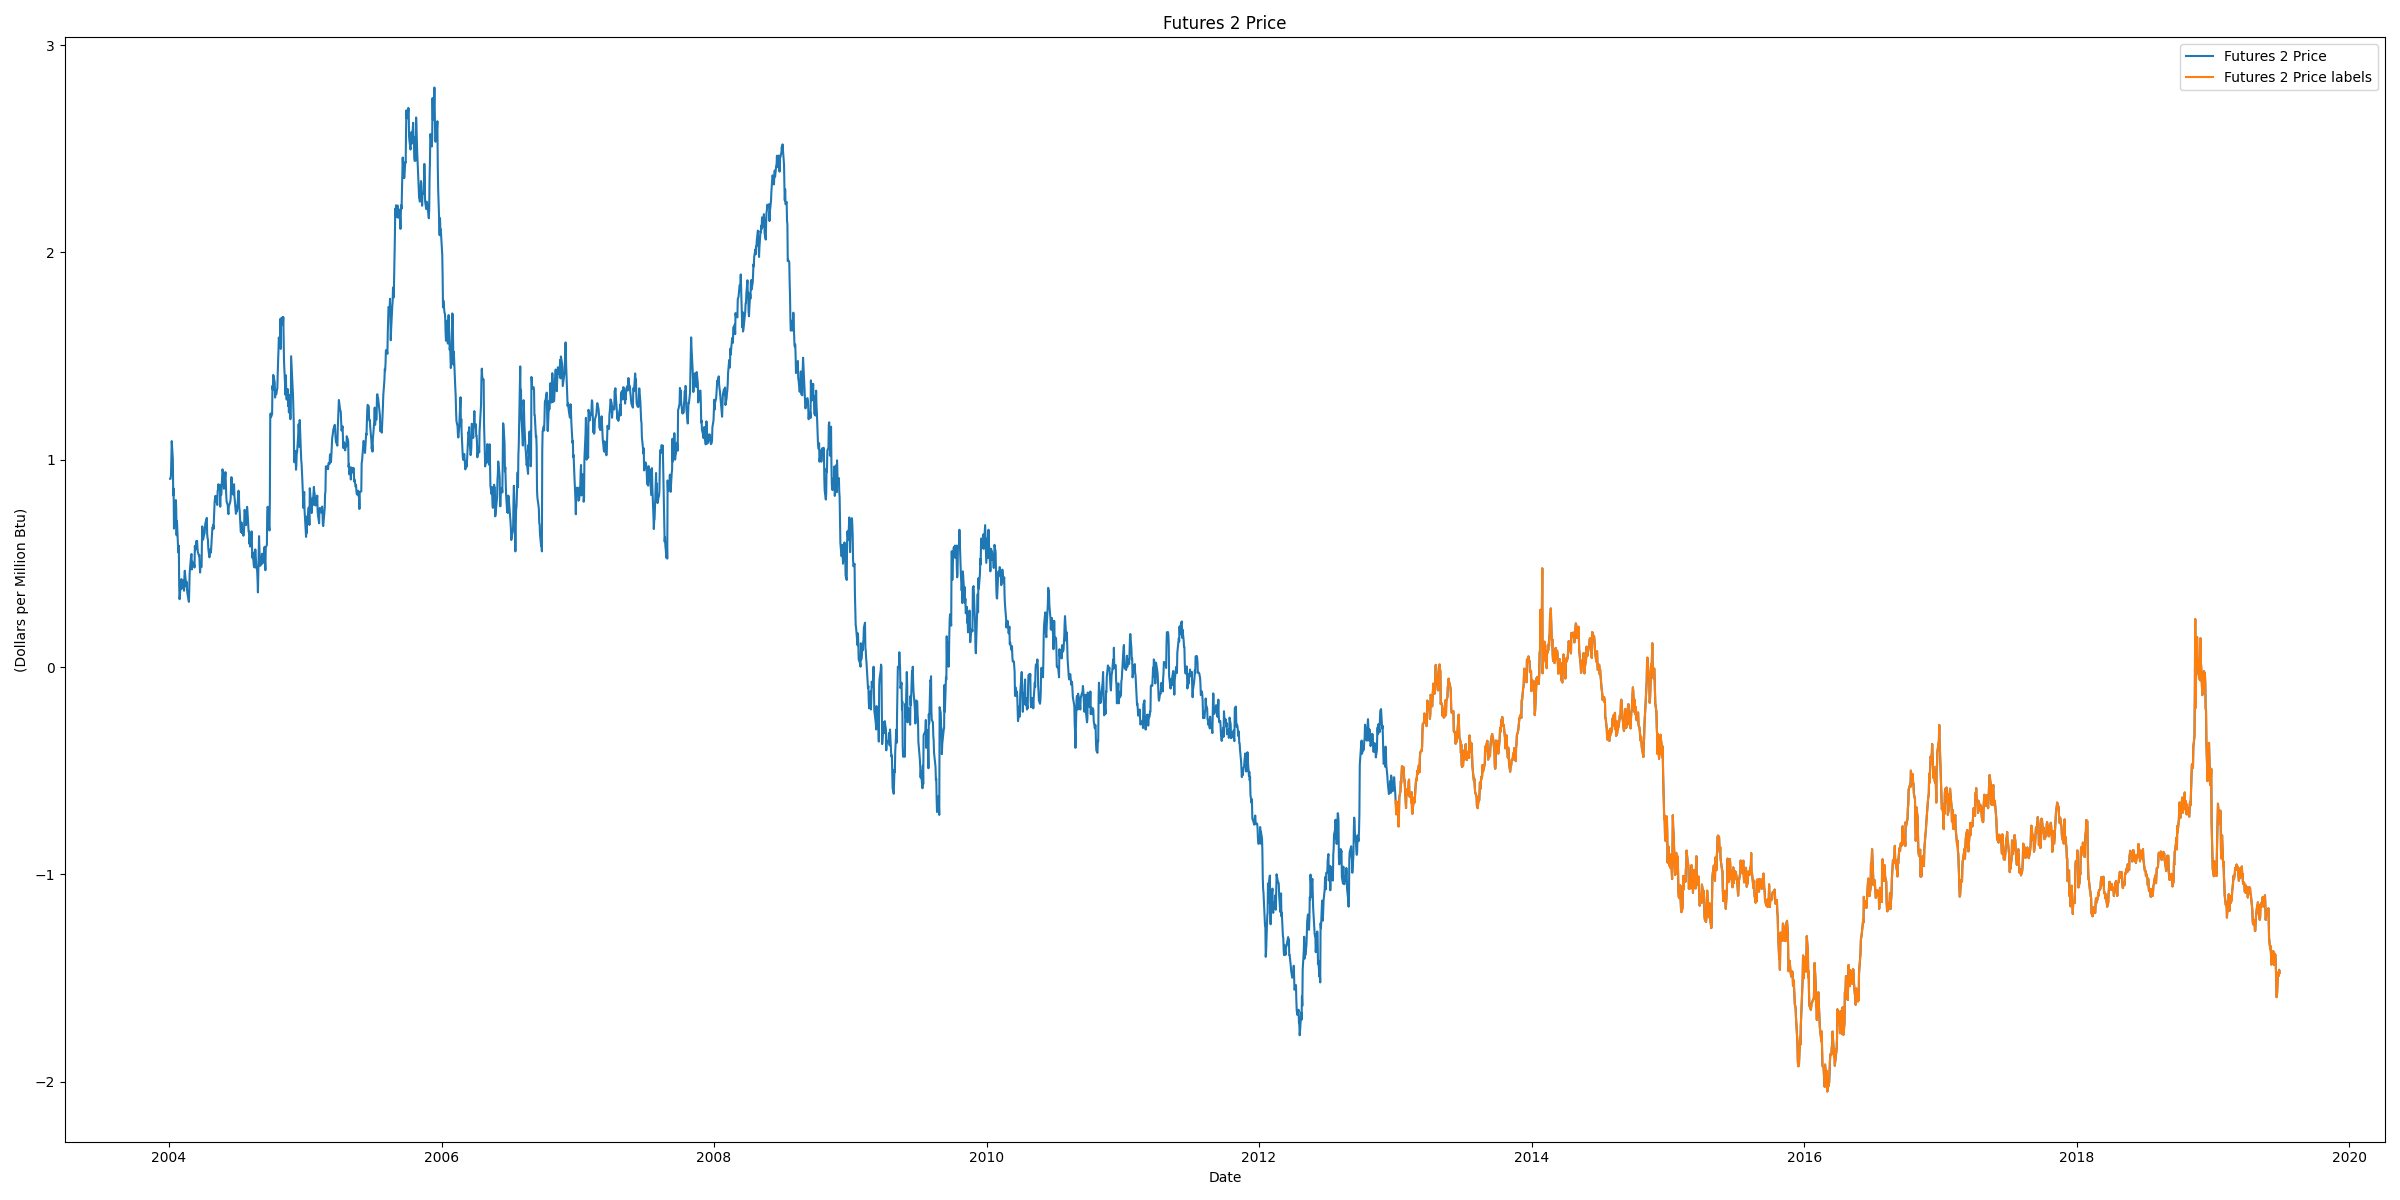 Futures 2 Price
Futures 2 Price
Futures 2 Price labels
3
2
1
0
−1
−2
(Dollars per Million Btu)
2004 2006 2008 2010 2012 2014 2016 2018 2020
Date